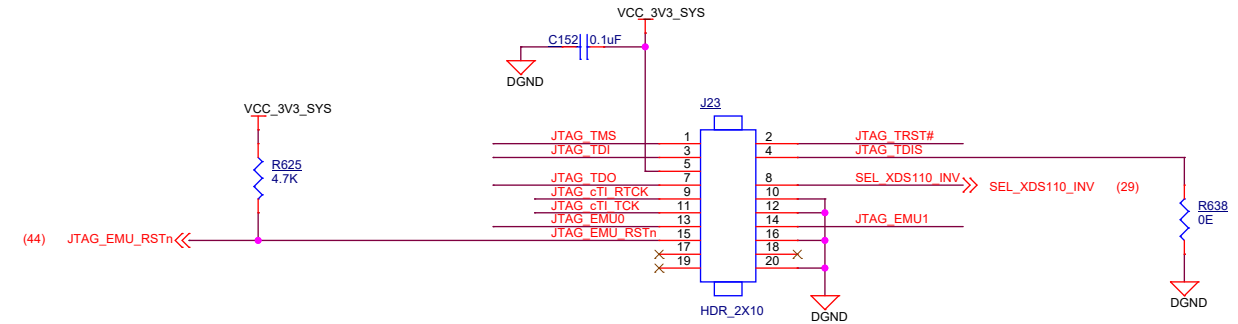 VCC_3V3_SYS
C152 0.1uF
DGND
VCC_3V3_SYS
R625
4.7K
J23
JTAG_TMS 1 2 JTAG_TRST#
JTAG_TDI 3 4 JTAG_TDIS
5
JTAG_TDO 7 8 SEL_XDS110_INV SEL_XDS110_INV (29)
JTAG_cTI_RTCK 9 10
JTAG_cTI_TCK 11 12
JTAG_EMU0 13 14 JTAG_EMU1
(44) JTAG_EMU_RSTn JTAG_EMU_RSTn 15 16
17 18
19 20
R638
0E
HDR_2X10
DGND
DGND